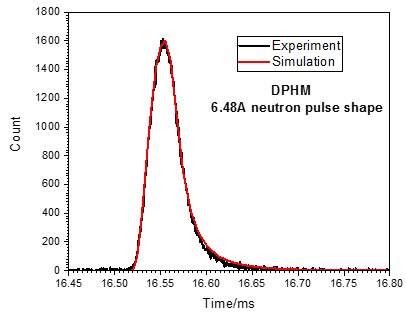 1800
1600
1400
1200
1000
800
600
400
200
0
Count
Experiment
Simulation
DPHM
6.48A neutron pulse shape
16.45 16.50 16.55 16.60 16.65 16.70 16.75 16.80
Time/ms